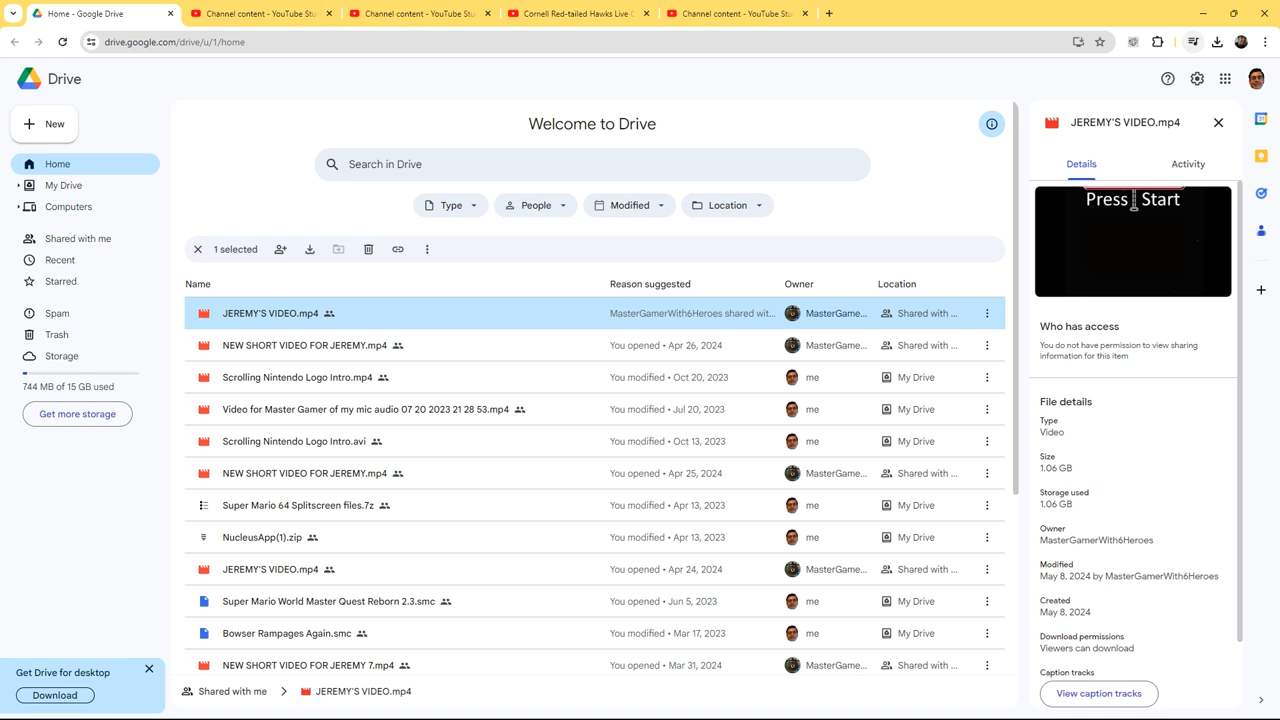 Home - Google Drive
Channel content - YouTube Stu
Channel content - YouTube Stu
Cornell Red-tailed Hawks Live C
Channel content - YouTube Stu
drive.google.com/drive/u/1/home
Drive
New
Home
My Drive
Computers
Shared with me
Recent
Starred
Spam
Trash
Storage
744 MB of 15 GB used
Get more storage
Get Drive for desktop
Download
Welcome to Drive
Search in Drive
Type People Modified Location
1 selected
Name Reason suggested Owner Location
JEREMY'S VIDEO.mp4 MasterGamerWith6Heroes shared wit... MasterGame... Shared with ...
NEW SHORT VIDEO FOR JEREMY.mp4 You opened • Apr 26, 2024 MasterGame... Shared with ...
Scrolling Nintendo Logo Intro.mp4 You modified • Oct 20, 2023 me My Drive
Video for Master Gamer of my mic audio 07 20 2023 21 28 53.mp4 You modified • Jul 20, 2023 me My Drive
Scrolling Nintendo Logo Intro.avi You modified • Oct 13, 2023 me My Drive
NEW SHORT VIDEO FOR JEREMY.mp4 You opened • Apr 25, 2024 MasterGame... Shared with ...
Super Mario 64 Splitscreen files.7z You modified • Apr 13, 2023 me My Drive
NucleusApp(1).zip You modified • Apr 13, 2023 me My Drive
JEREMY'S VIDEO.mp4 You opened • Apr 24, 2024 MasterGame... Shared with ...
Super Mario World Master Quest Reborn 2.3.smc You opened • Jun 5, 2023 me My Drive
Bowser Rampages Again.smc You modified • Mar 17, 2023 me My Drive
NEW SHORT VIDEO FOR JEREMY 7.mp4 You opened • Mar 31, 2024 MasterGame... Shared with ...
Shared with me > JEREMY'S VIDEO.mp4
JEREMY'S VIDEO.mp4
Details Activity
Press Start
Who has access
You do not have permission to view sharing
information for this item
File details
Type
Video
Size
1.06 GB
Storage used
1.06 GB
Owner
MasterGamerWith6Heroes
Modified
May 8, 2024 by MasterGamerWith6Heroes
Created
May 8, 2024
Download permissions
Viewers can download
Caption tracks
View caption tracks